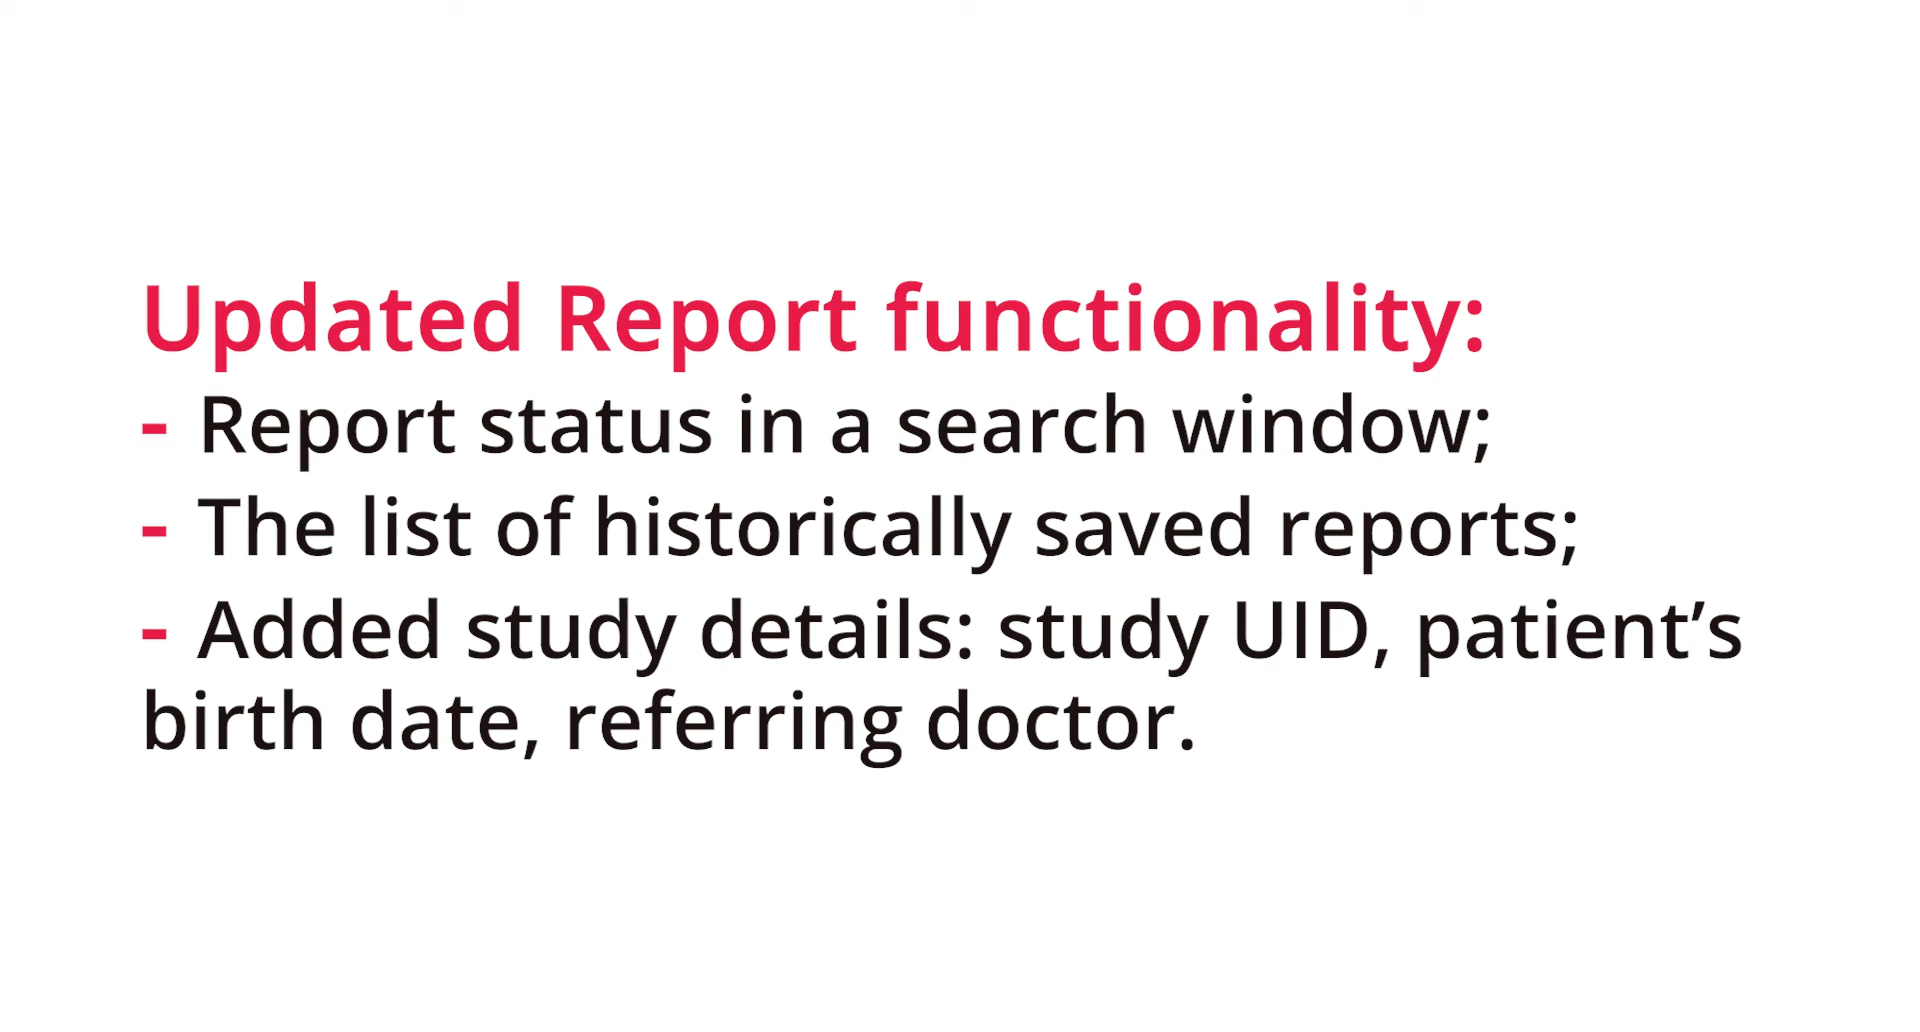 Updated Report functionality:
- Report status in a search window;
- The list of historically saved reports;
- Added study details: study UID, patient’s
birth date, referring doctor.